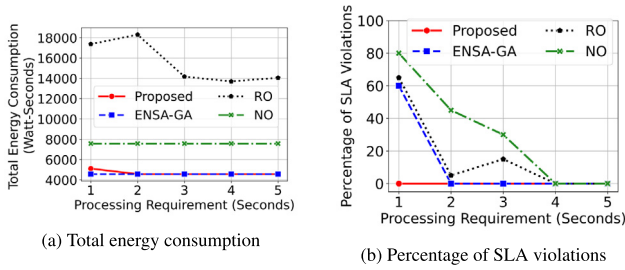 Total Energy Consumption
(Watt-Seconds)
18000
16000
14000
12000
10000
8000
6000
4000
Proposed
ENSA-GA
RO
NO
1 2 3 4 5
Processing Requirement (Seconds)
(a) Total energy consumption
Percentage of SLA Violations
100
80
60
40
20
0
Proposed
ENSA-GA
RO
NO
1 2 3 4 5
Processing Requirement (Seconds)
(b) Percentage of SLA violations